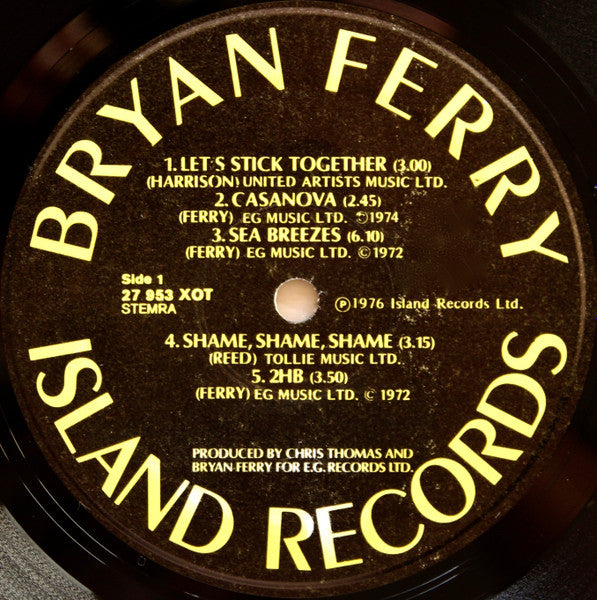 BRYAN FERRY
1. LET'S STICK TOGETHER (3.00)
(HARRISON) UNITED ARTISTS MUSIC LTD.
2. CASANOVA (2.45)
(FERRY) EG MUSIC LTD. ©1974
3. SEA BREEZES (6.10)
(FERRY) EG MUSIC LTD. © 1972
Side 1
27 953 XOT
STEMRA
℗ 1976 Island Records Ltd.
4. SHAME, SHAME, SHAME (3.15)
(REED) TOLLIE MUSIC LTD.
5. 2HB (3.50)
(FERRY) EG MUSIC LTD. © 1972
PRODUCED BY CHRIS THOMAS AND
BRYAN FERRY FOR E.G. RECORDS LTD.
ISLAND RECORDS